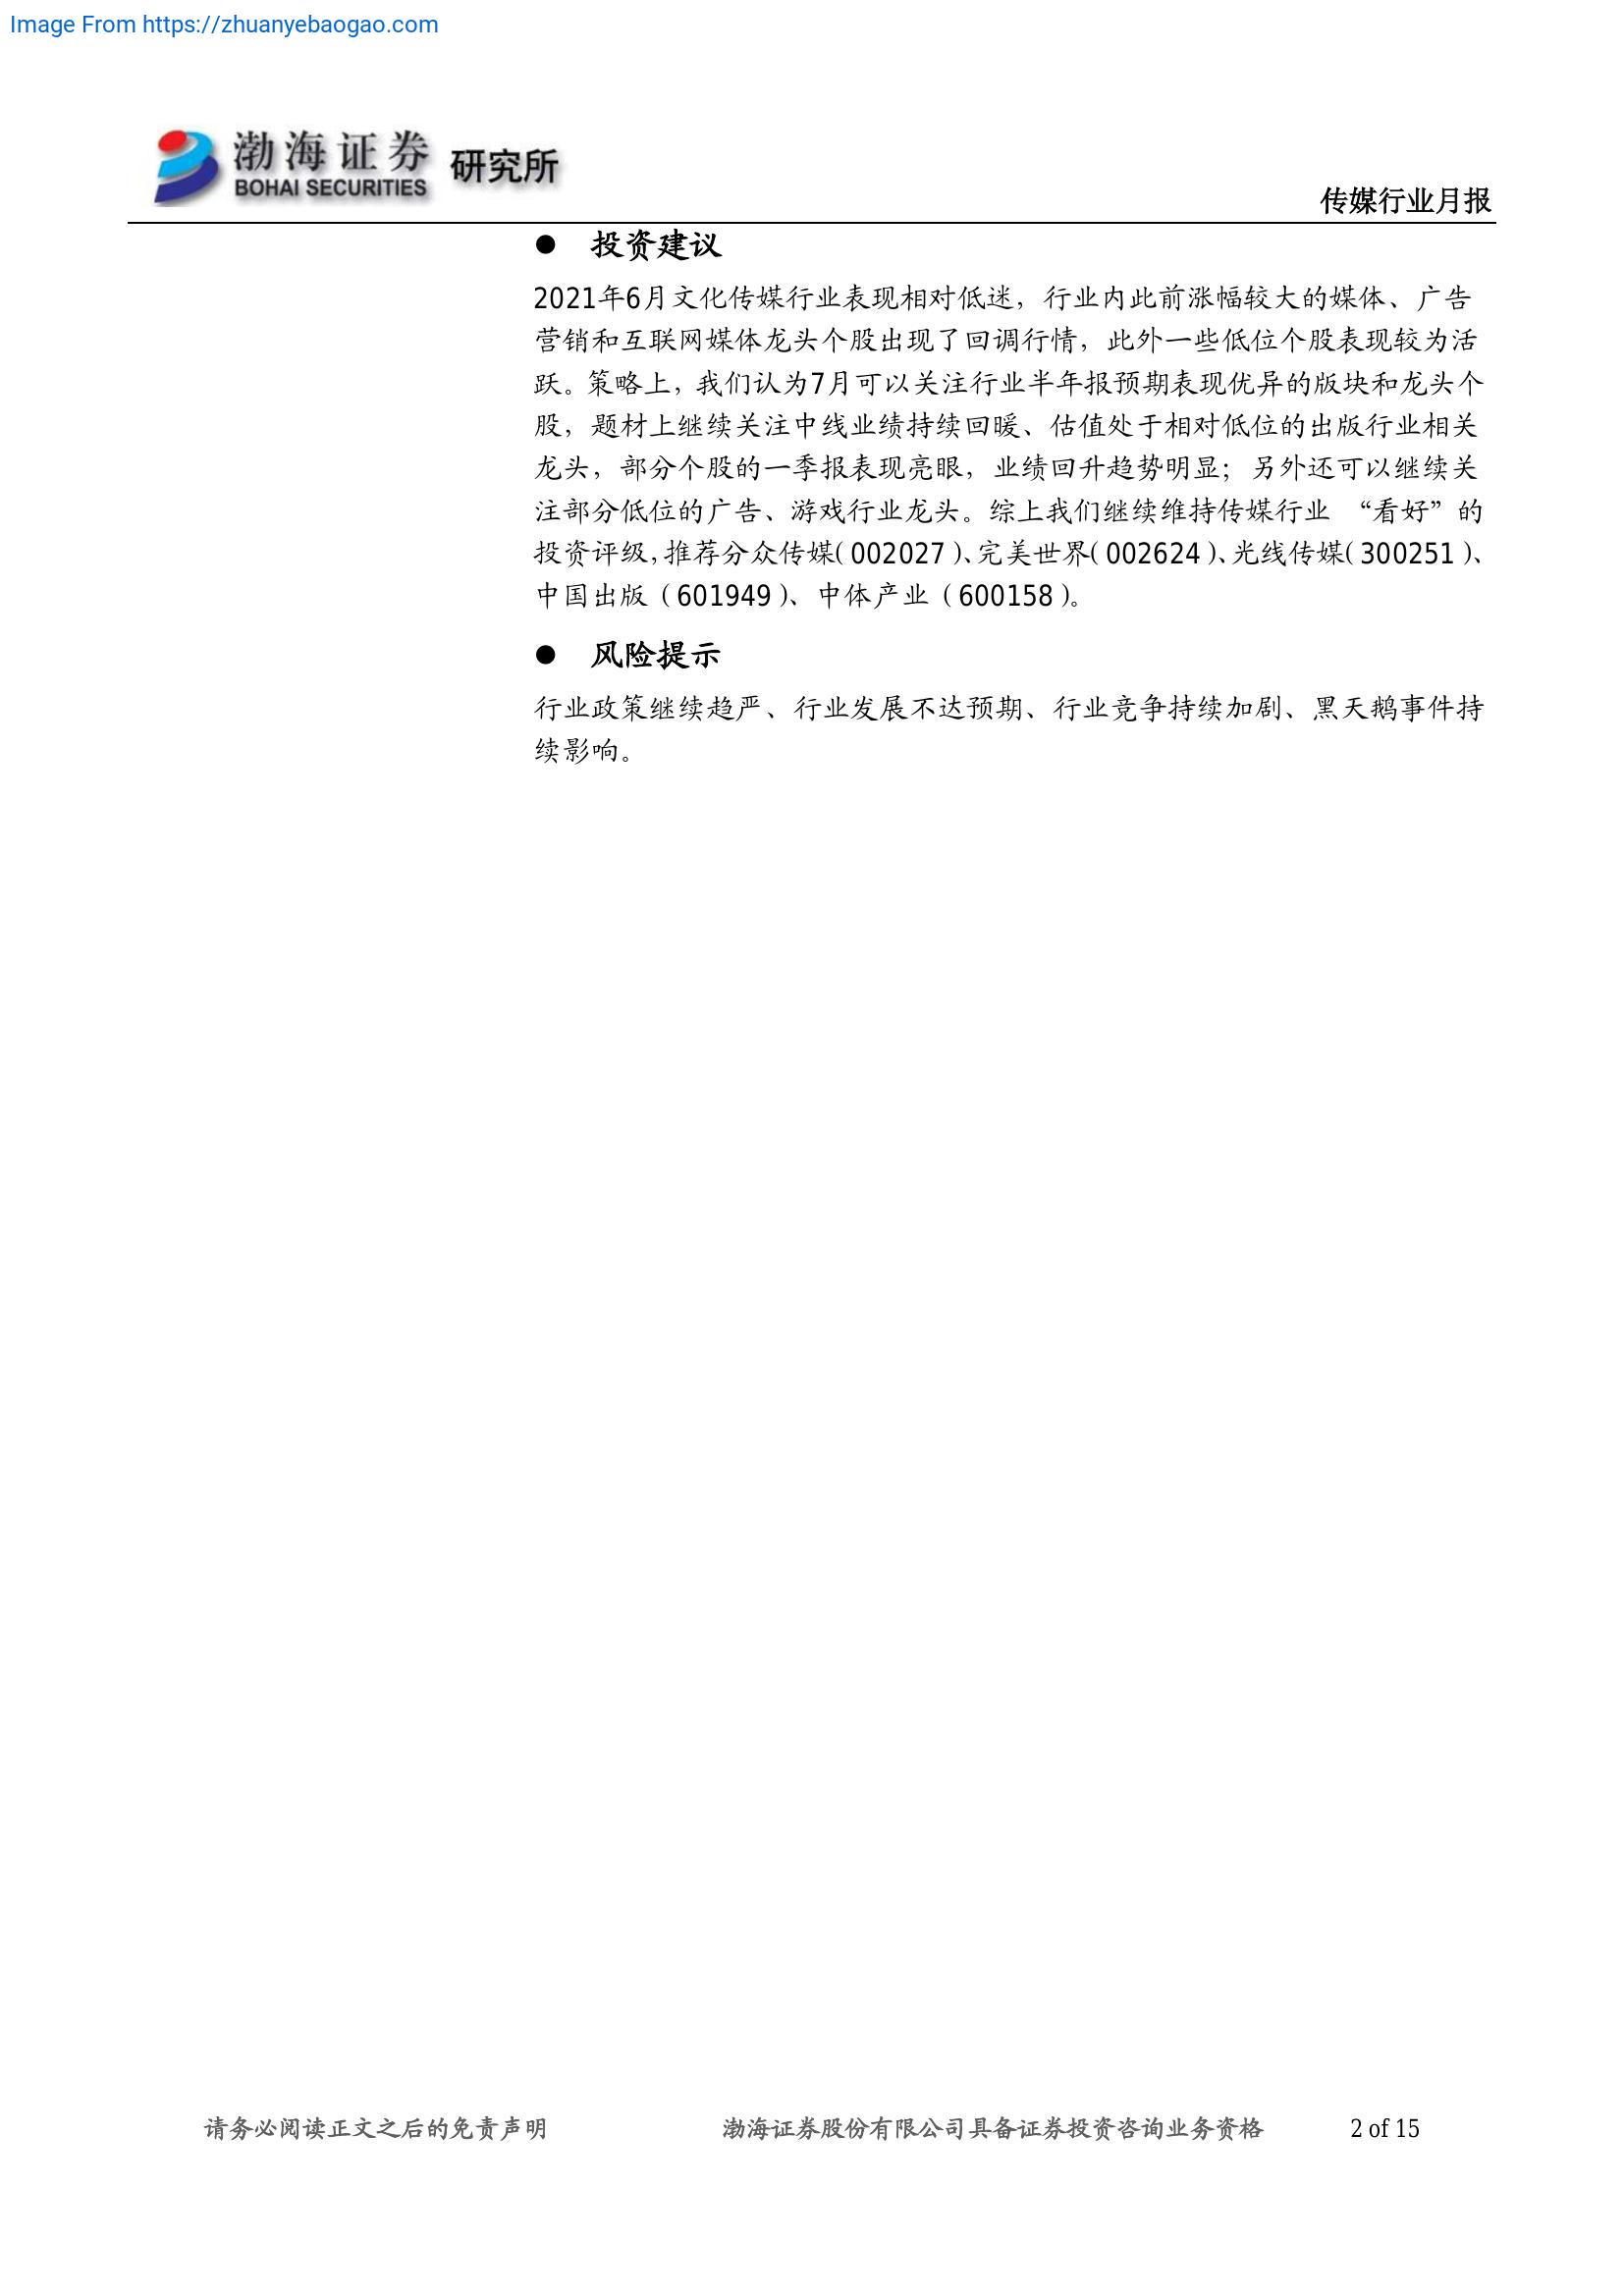 Image From https://zhuanyebaogao.com
渤海证券 研究所
BOHAI SECURITIES
传媒行业月报
● 投资建议
2021年6月文化传媒行业表现相对低迷，行业内此前涨幅较大的媒体、广告
营销和互联网媒体龙头个股出现了回调行情，此外一些低位个股表现较为活
跃。策略上，我们认为7月可以关注行业半年报预期表现优异的版块和龙头个
股，题材上继续关注中线业绩持续回暖、估值处于相对低位的出版行业相关
龙头，部分个股的一季报表现亮眼，业绩回升趋势明显；另外还可以继续关
注部分低位的广告、游戏行业龙头。综上我们继续维持传媒行业 “看好”的
投资评级，推荐分众传媒（002027）、完美世界（002624）、光线传媒（300251）、
中国出版（601949）、中体产业（600158）。
● 风险提示
行业政策继续趋严、行业发展不达预期、行业竞争持续加剧、黑天鹅事件持
续影响。
请务必阅读正文之后的免责声明 渤海证券股份有限公司具备证券投资咨询业务资格 2 of 15